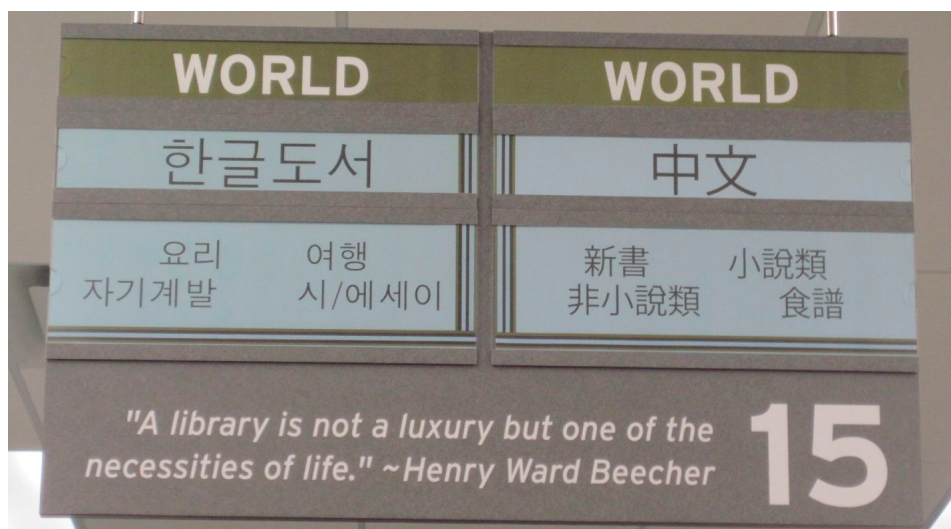 WORLD
한글도서
요리 여행
자기계발 시/에세이
WORLD
中文
新書 小說類
非小說類 食譜
"A library is not a luxury but one of the
necessities of life." ~Henry Ward Beecher
15